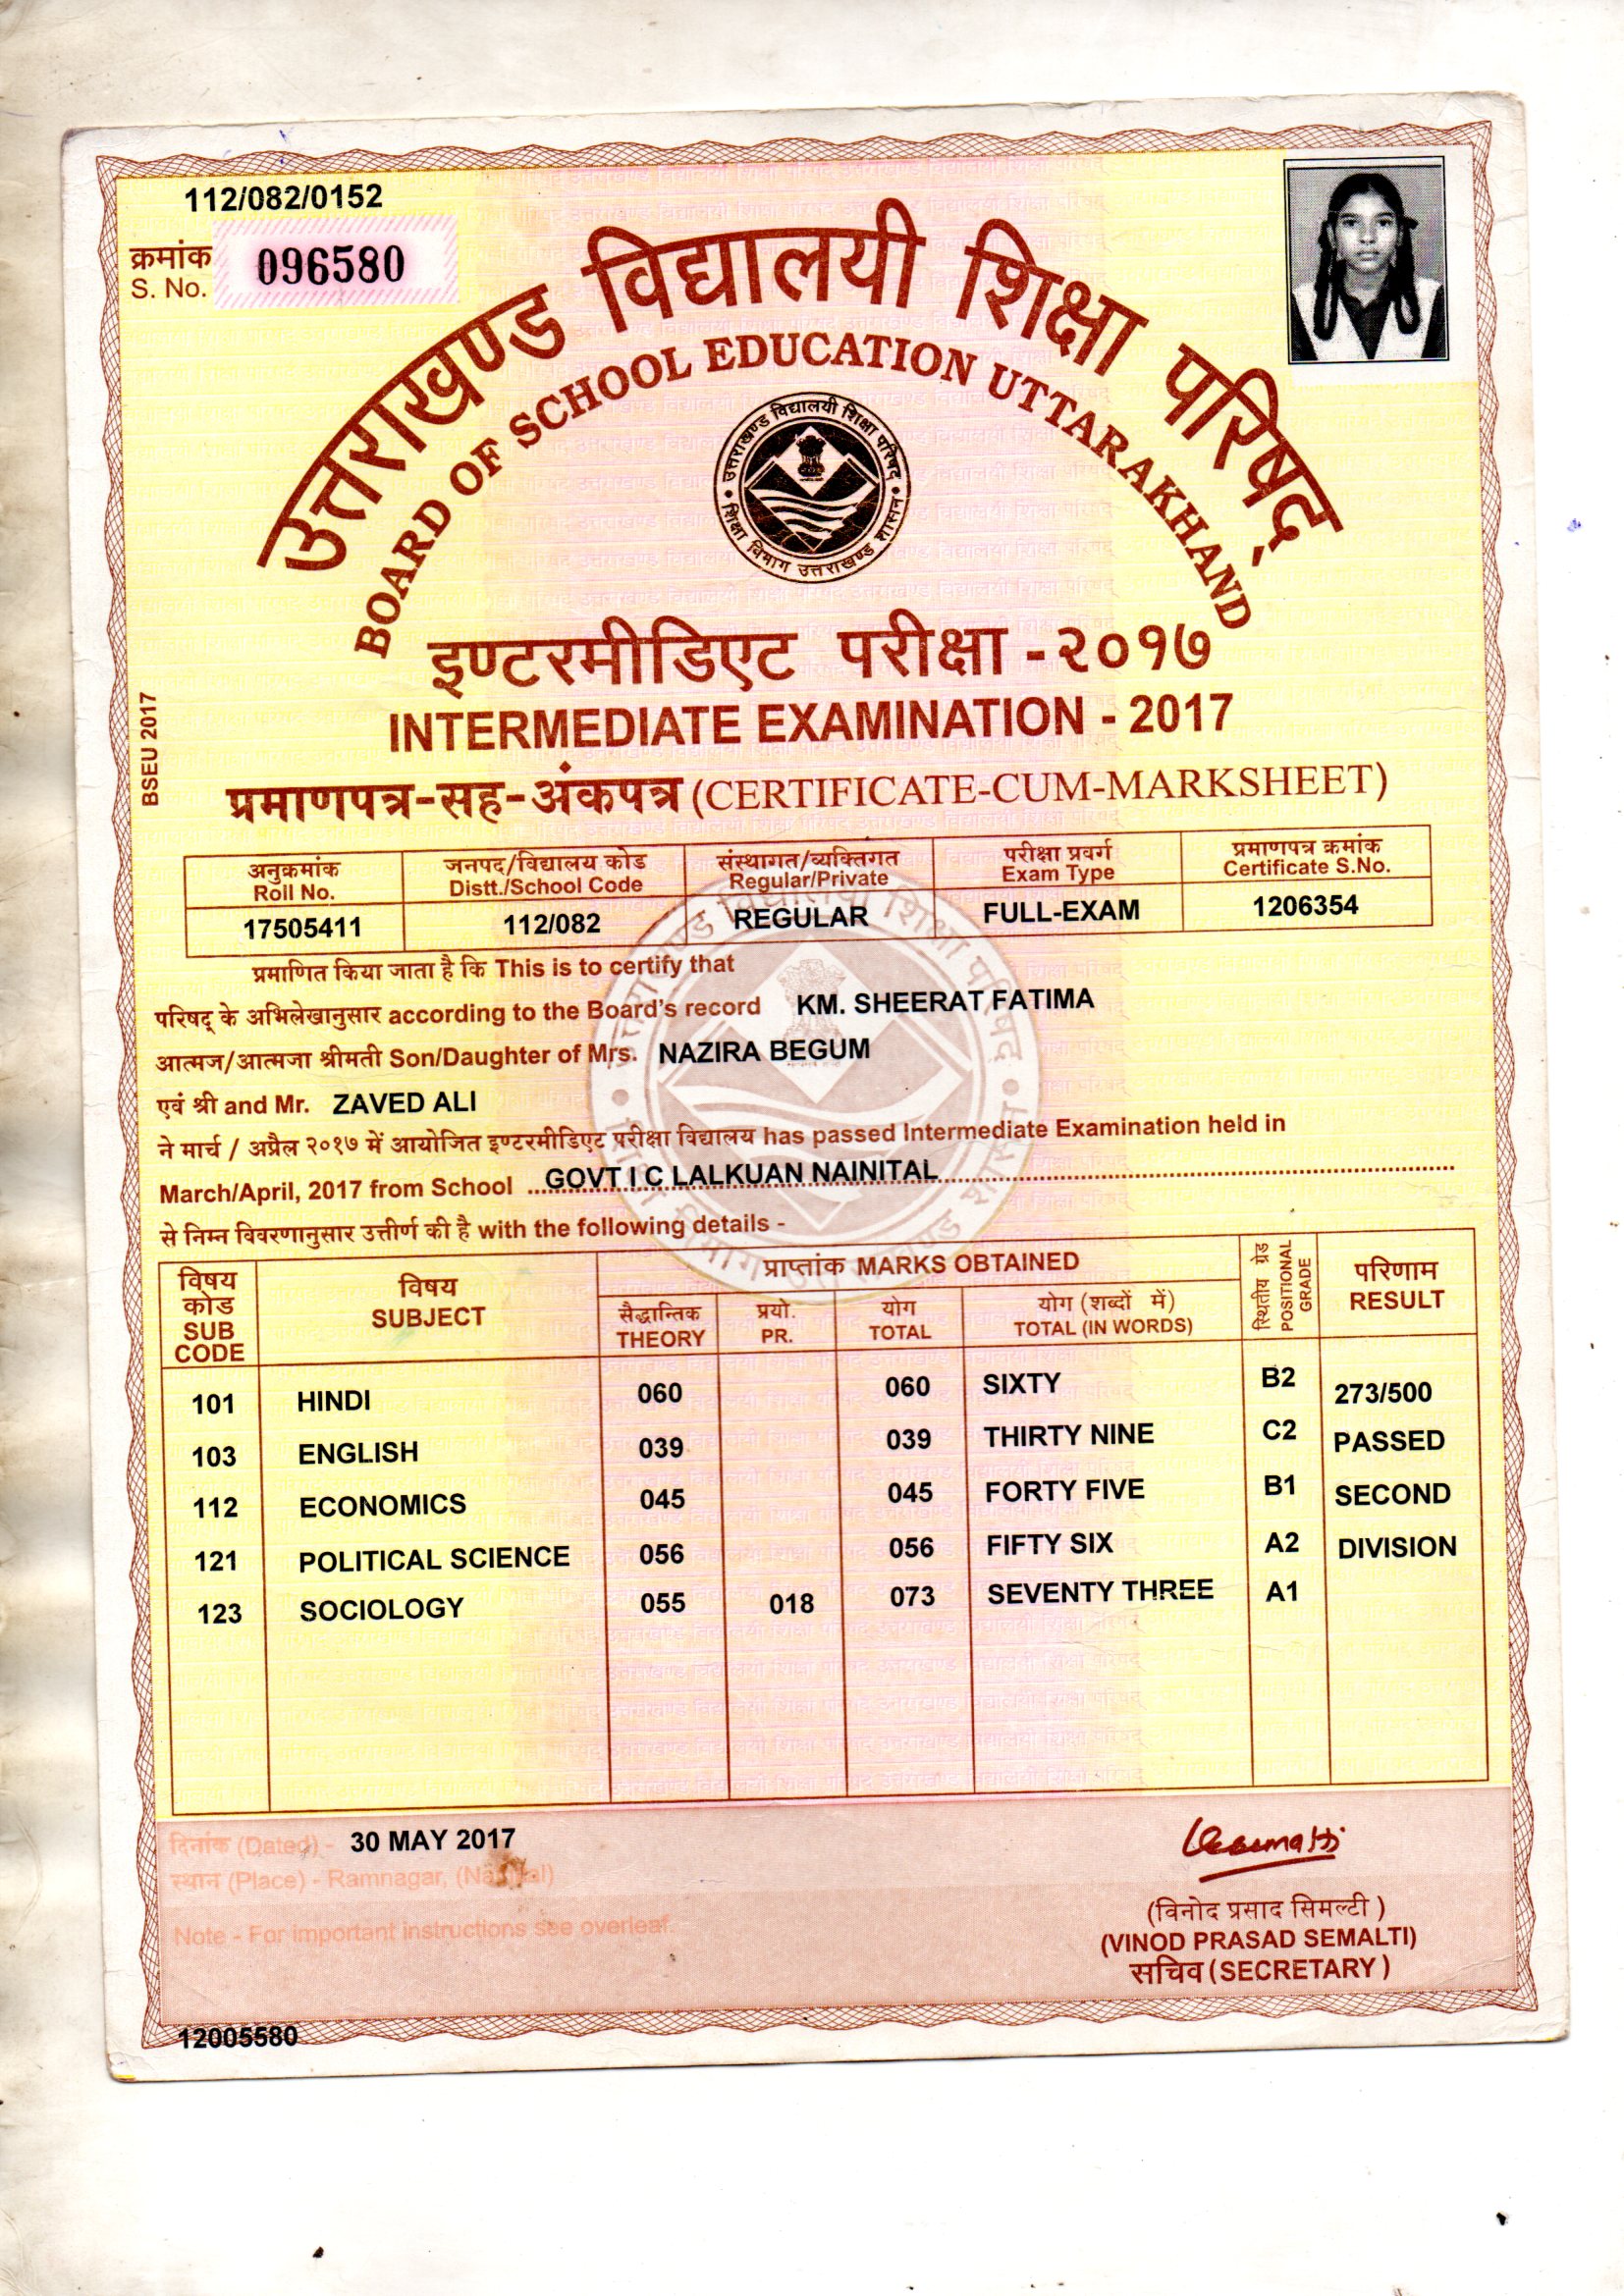 112/082/0152
क्रमांक
S. No.
096580
उत्तराखण्ड विद्यालयी शिक्षा परिषद्
BOARD OF SCHOOL EDUCATION UTTARAKHAND
उत्तराखण्ड विद्यालयी शिक्षा परिषद्
शिक्षा विभाग उत्तराखण्ड शासन
इण्टरमीडिएट परीक्षा - २०१७
INTERMEDIATE EXAMINATION - 2017
BSEU 2017
प्रमाणपत्र-सह-अंकपत्र (CERTIFICATE-CUM-MARKSHEET)
अनुक्रमांक जनपद/विद्यालय कोड संस्थागत/व्यक्तिगत परीक्षा प्रवर्ग प्रमाणपत्र क्रमांक
Roll No. Distt./School Code Regular/Private Exam Type Certificate S.No.
17505411 112/082 REGULAR FULL-EXAM 1206354
प्रमाणित किया जाता है कि This is to certify that
परिषद् के अभिलेखानुसार according to the Board's record KM. SHEERAT FATIMA
आत्मज/आत्मजा श्रीमती Son/Daughter of Mrs. NAZIRA BEGUM
एवं श्री and Mr. ZAVED ALI
ने मार्च / अप्रैल २०१७ में आयोजित इण्टरमीडिएट परीक्षा विद्यालय has passed Intermediate Examination held in
March/April, 2017 from School GOVT I C LALKUAN NAINITAL
से निम्न विवरणानुसार उत्तीर्ण की है with the following details -
विषय कोड SUB CODE
विषय SUBJECT
प्राप्तांक MARKS OBTAINED
सैद्धान्तिक THEORY
प्रयो. PR.
योग TOTAL
योग (शब्दों में) TOTAL (IN WORDS)
स्थितीय ग्रेड POSITIONAL GRADE
परिणाम RESULT
101 HINDI 060 060 SIXTY B2 273/500
103 ENGLISH 039 039 THIRTY NINE C2 PASSED
112 ECONOMICS 045 045 FORTY FIVE B1 SECOND
121 POLITICAL SCIENCE 056 056 FIFTY SIX A2 DIVISION
123 SOCIOLOGY 055 018 073 SEVENTY THREE A1
दिनांक (Dated) - 30 MAY 2017
स्थान (Place) - Ramnagar,
Note - For important instructions see overleaf.
(विनोद प्रसाद सिमल्टी )
(VINOD PRASAD SEMALTI)
सचिव (SECRETARY )
12005580